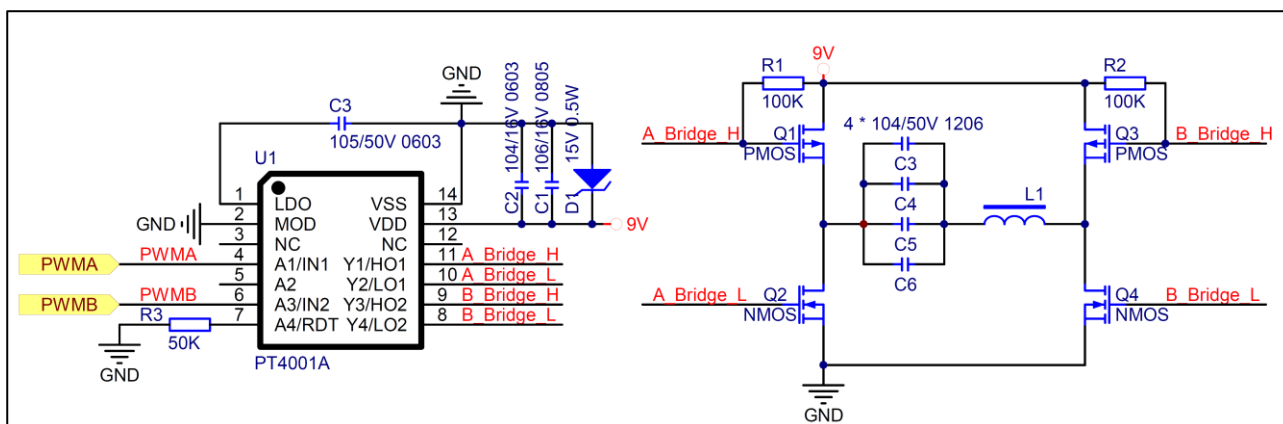 GND
C3
105/50V 0603
C2 104/16V 0603
C1 106/16V 0805
D1 15V 0.5W
U1
1 LDO VSS 14
GND 2 MOD VDD 13 9V
3 NC NC 12
PWMA PWMA 4 A1/IN1 Y1/HO1 11 A_Bridge_H
5 A2 Y2/LO1 10 A_Bridge_L
PWMB PWMB 6 A3/IN2 Y3/HO2 9 B_Bridge_H
R3 7 A4/RDT Y4/LO2 8 B_Bridge_L
50K
GND
PT4001A
9V
R1
100K
R2
100K
4 * 104/50V 1206
A_Bridge_H Q1
PMOS
Q3 B_Bridge_H
PMOS
C3
C4
C5
C6
L1
A_Bridge_L Q2
NMOS
Q4 B_Bridge_L
NMOS
GND